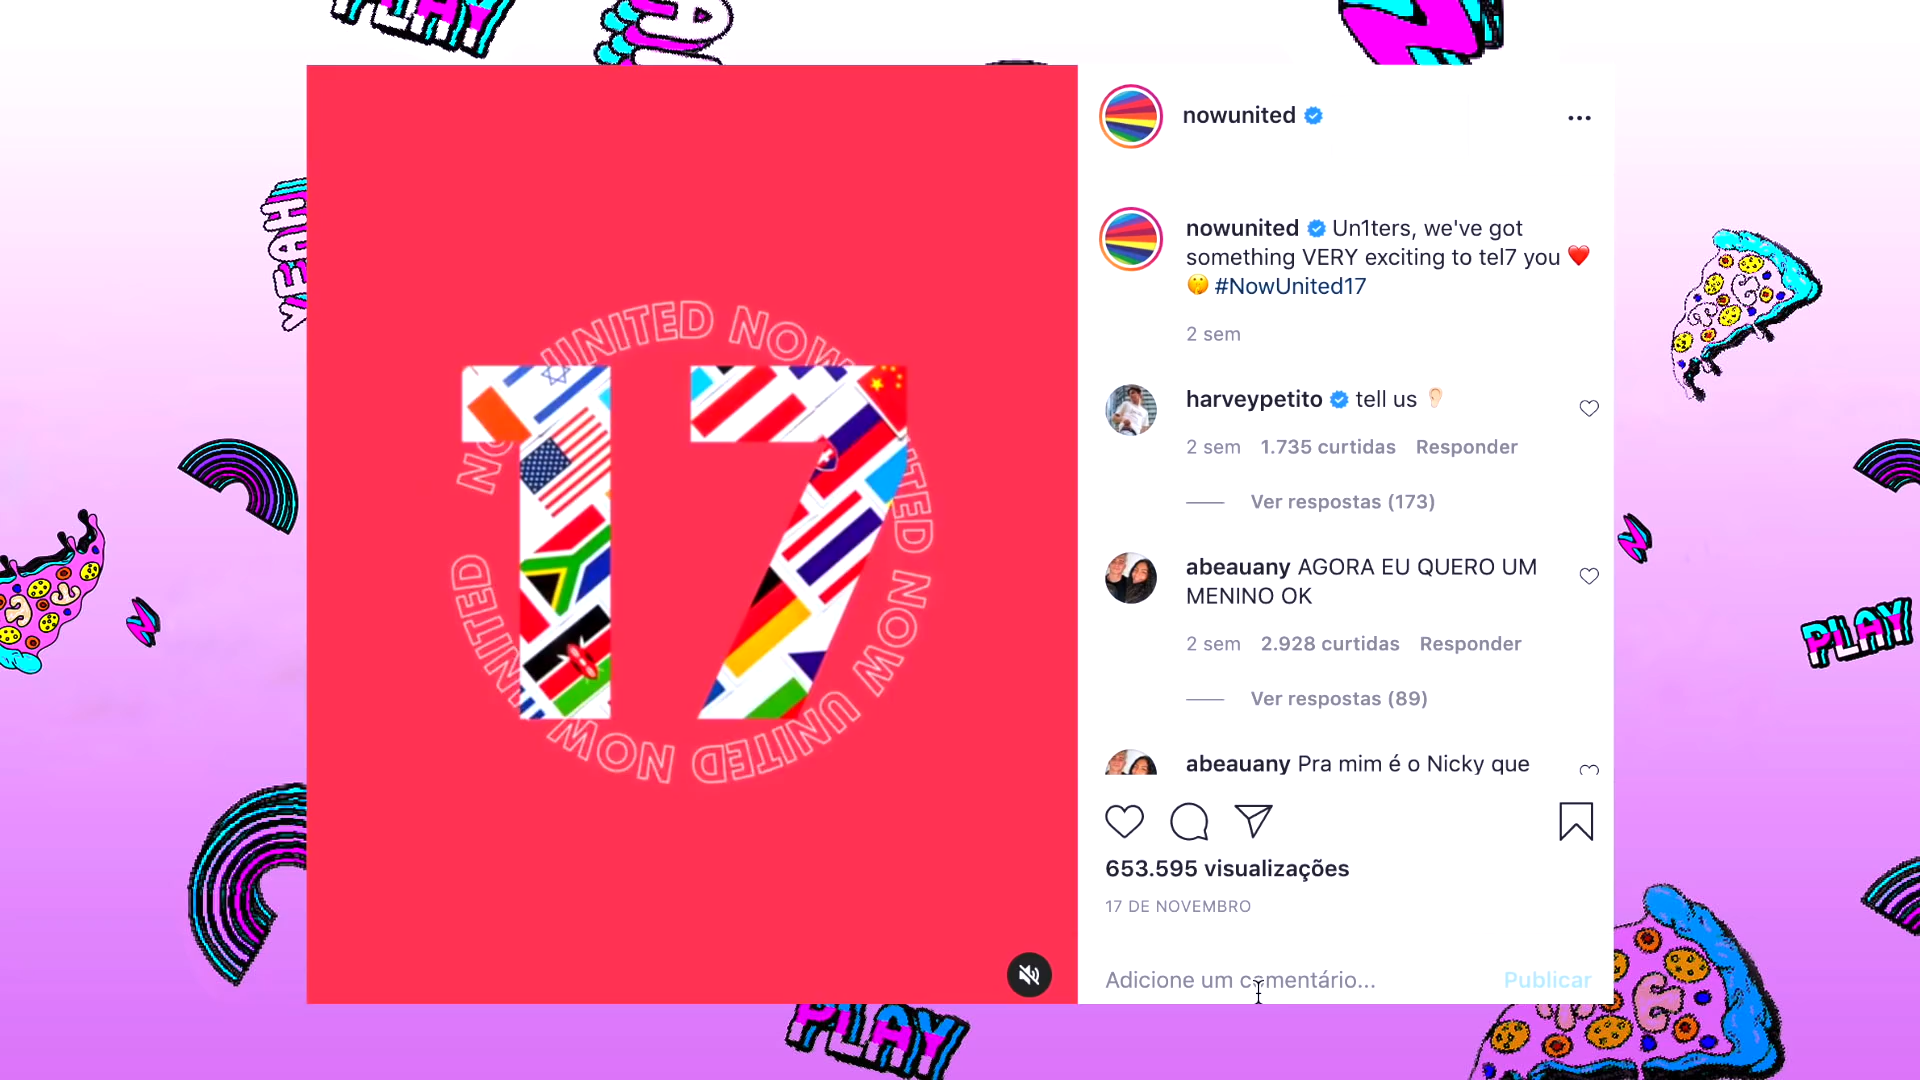 PLAY
YEAH
NOW UNITED NOW UNITED NOW UNITED NOW UNITED
17
nowunited
nowunited Un1ters, we've got
something VERY exciting to tel7 you ❤️
🤫 #NowUnited17
2 sem
harveypetito tell us 👂🏻
2 sem 1.735 curtidas Responder
Ver respostas (173)
abeauany AGORA EU QUERO UM
MENINO OK
2 sem 2.928 curtidas Responder
Ver respostas (89)
abeauany Pra mim é o Nicky que
653.595 visualizações
17 DE NOVEMBRO
Adicione um comentário...
Publicar
PLAY
PLAY